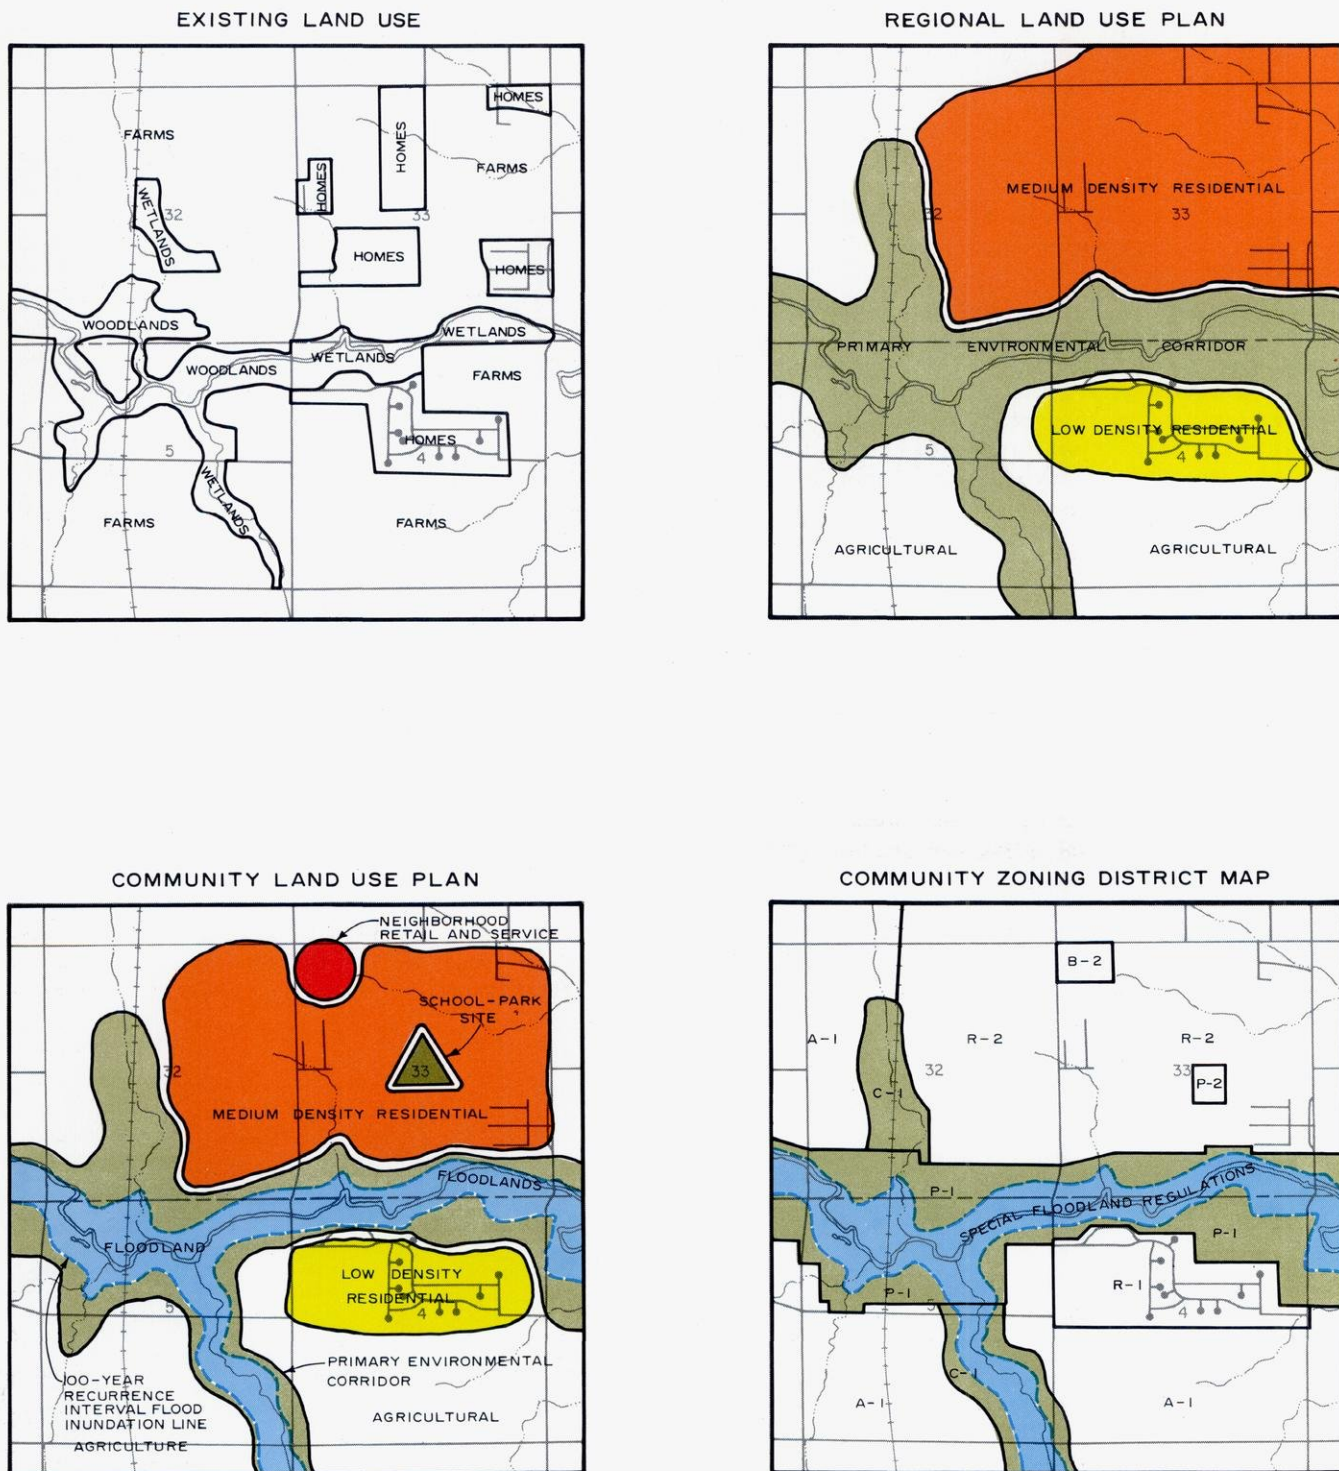 EXISTING LAND USE
HOMES
FARMS
HOMES
FARMS
HOMES
WETLANDS
32
33
HOMES
HOMES
WOODLANDS
WETLANDS
WETLANDS
WOODLANDS
FARMS
HOMES
5
4
WETLANDS
FARMS
FARMS
REGIONAL LAND USE PLAN
MEDIUM DENSITY RESIDENTIAL
32
33
PRIMARY ENVIRONMENTAL CORRIDOR
LOW DENSITY RESIDENTIAL
5
4
AGRICULTURAL
AGRICULTURAL
COMMUNITY LAND USE PLAN
NEIGHBORHOOD
RETAIL AND SERVICE
SCHOOL-PARK
SITE
32
33
MEDIUM DENSITY RESIDENTIAL
FLOODLANDS
FLOODLAND
LOW DENSITY
RESIDENTIAL
5
4
PRIMARY ENVIRONMENTAL
CORRIDOR
100-YEAR
RECURRENCE
INTERVAL FLOOD
INUNDATION LINE
AGRICULTURE
AGRICULTURAL
COMMUNITY ZONING DISTRICT MAP
B-2
A-1
R-2
R-2
32
33
P-2
C-1
P-1
SPECIAL FLOODLAND REGULATIONS
P-1
R-1
P-1
5
4
C-1
A-1
A-1